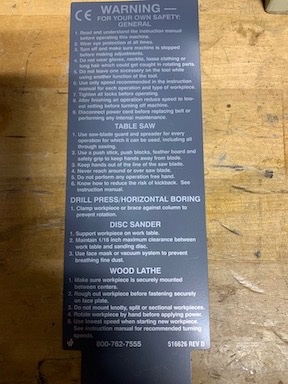 CE WARNING —
FOR YOUR OWN SAFETY:
GENERAL
1. Read and understand the instruction manual
before operating this machine.
2. Wear eye protection at all times.
3. Turn off and make sure machine is stopped
before making adjustments.
4. Do not wear gloves, necktie, loose clothing or
long hair which could get caught in rotating parts.
5. Do not leave one accessory on the tool while
using another function of the tool.
6. Use only speed recommended in the instruction
manual for each operation and type of workpiece.
7. Tighten all locks before operating.
8. After finishing an operation reduce speed to low-
est setting before turning off machine.
9. Disconnect power cord before replacing belt or
performing any internal maintenance.
TABLE SAW
1. Use saw-blade guard and spreader for every
operation for which it can be used, including all
through sawing.
2. Use a push stick, push blocks, feather board and
safety grip to keep hands away from blade.
3. Keep hands out of the line of saw blade.
4. Never reach around or over saw blade.
5. Do not perform any operation free hand.
6. Know how to reduce the risk of kickback. See
instruction manual.
DRILL PRESS/HORIZONTAL BORING
1. Clamp workpiece or brace against column to
prevent rotation.
DISC SANDER
1. Support workpiece on work table.
2. Maintain 1/16 inch maximum clearance between
work table and sanding disc.
3. Use face mask or vacuum system to prevent
breathing fine dust.
WOOD LATHE
1. Make sure workpiece is securely mounted
between centers.
2. Rough out workpiece before fastening securely
on face plate.
3. Do not mount knotty, split or sectional workpieces.
4. Rotate workpiece by hand before applying power.
5. Use lowest speed when starting new workpiece.
See instruction manual for recommended turning
speeds.
800-762-7555 516626 REV D